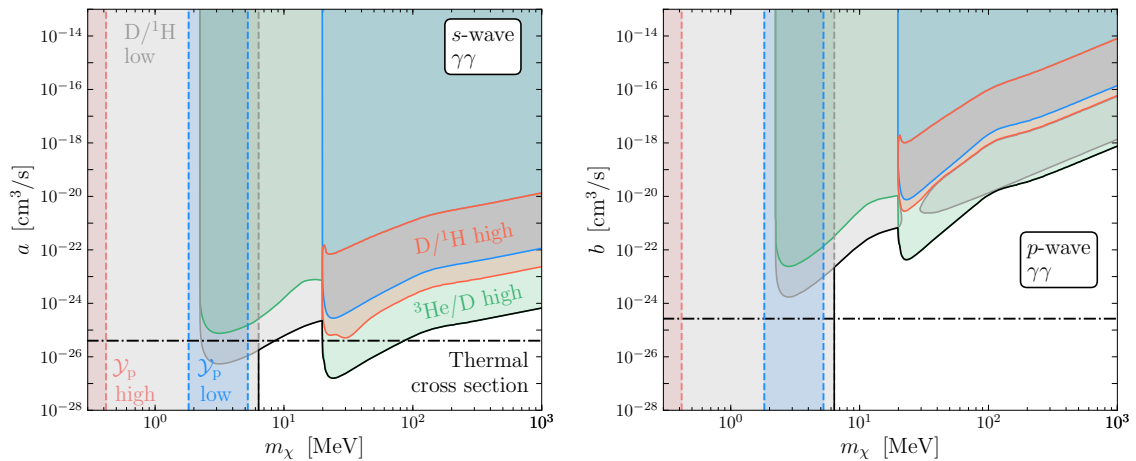 D/¹H
low
s-wave
γγ
10⁻¹⁴
10⁻¹⁶
10⁻¹⁸
10⁻²⁰
10⁻²²
10⁻²⁴
10⁻²⁶
10⁻²⁸
a [cm³/s]
D/¹H high
³He/D high
Thermal
cross section
𝒴ₚ
high
𝒴ₚ
low
10⁰
10¹
10²
10³
mχ [MeV]
10⁻¹⁴
10⁻¹⁶
10⁻¹⁸
10⁻²⁰
10⁻²²
10⁻²⁴
10⁻²⁶
10⁻²⁸
b [cm³/s]
p-wave
γγ
10⁰
10¹
10²
10³
mχ [MeV]